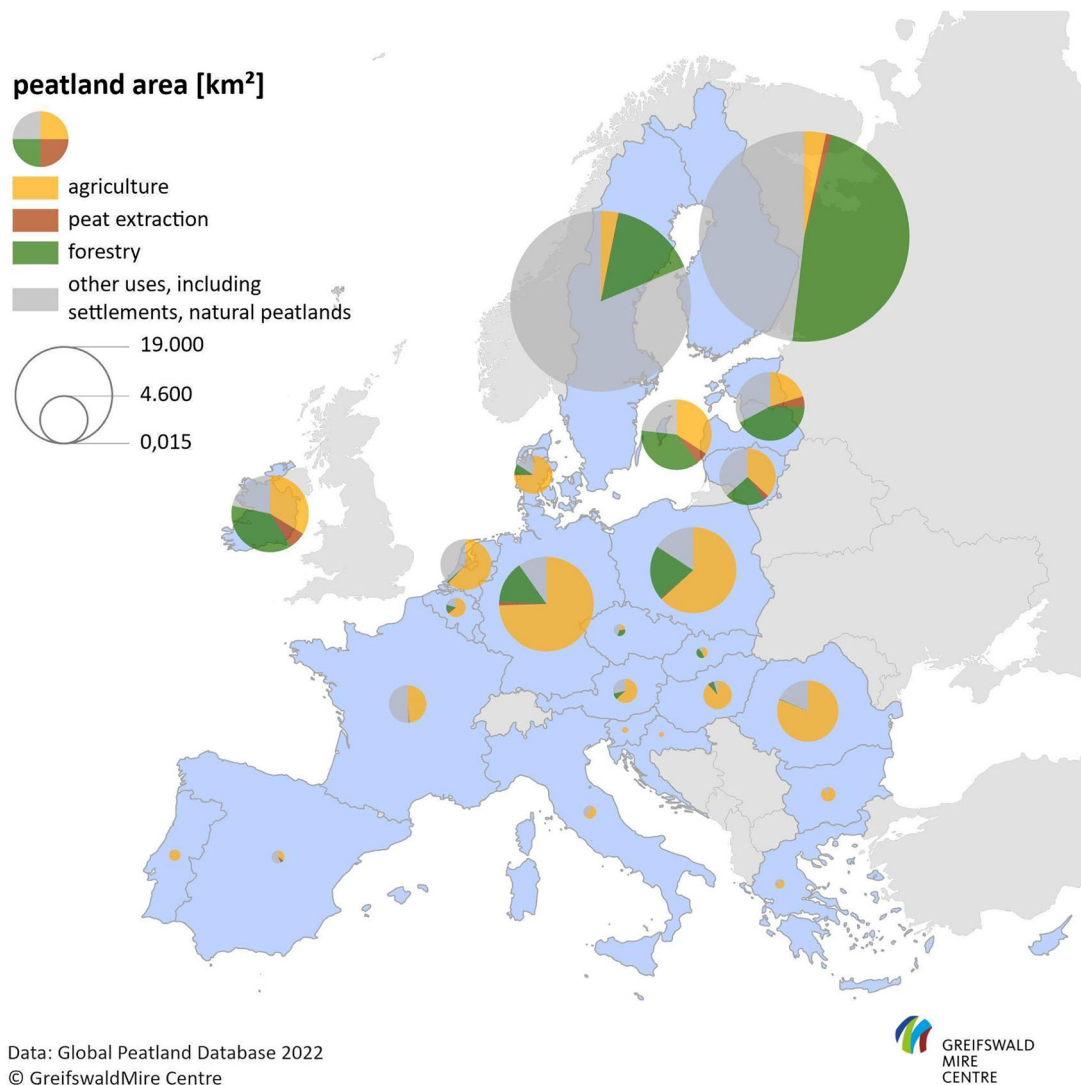 peatland area [km²]
agriculture
peat extraction
forestry
other uses, including
settlements, natural peatlands
19.000
4.600
0,015
Data: Global Peatland Database 2022
© GreifswaldMire Centre
GREIFSWALD
MIRE
CENTRE